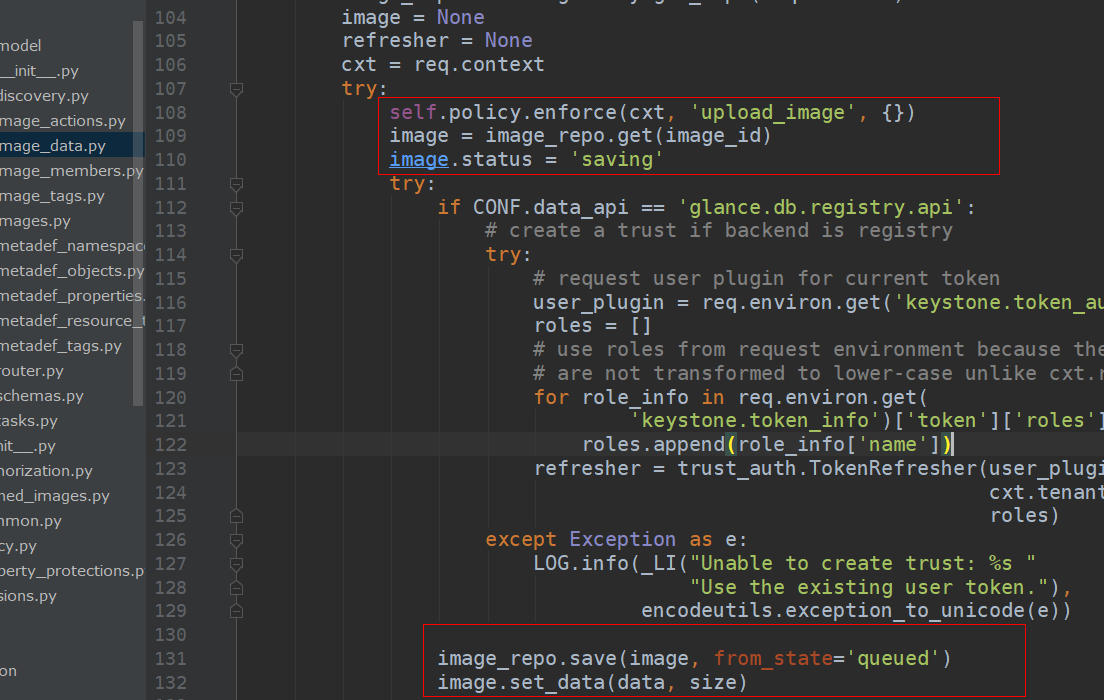 model
__init__.py
discovery.py
mage_actions.py
mage_data.py
mage_members.py
mage_tags.py
mages.py
metadef_namespac
metadef_objects.py
metadef_properties.
metadef_resource_t
metadef_tags.py
router.py
schemas.py
tasks.py
nit__.py
norization.py
ned_images.py
nmon.py
cy.py
perty_protections.p
sions.py
on
104 image = None
105 refresher = None
106 cxt = req.context
107 try:
108 self.policy.enforce(cxt, 'upload_image', {})
109 image = image_repo.get(image_id)
110 image.status = 'saving'
111 try:
112 if CONF.data_api == 'glance.db.registry.api':
113 # create a trust if backend is registry
114 try:
115 # request user plugin for current token
116 user_plugin = req.environ.get('keystone.token_au
117 roles = []
118 # use roles from request environment because the
119 # are not transformed to lower-case unlike cxt.r
120 for role_info in req.environ.get(
121 'keystone.token_info')['token']['roles']
122 roles.append(role_info['name'])
123 refresher = trust_auth.TokenRefresher(user_plugi
124 cxt.tenant
125 roles)
126 except Exception as e:
127 LOG.info(_LI("Unable to create trust: %s "
128 "Use the existing user token."),
129 encodeutils.exception_to_unicode(e))
130
131 image_repo.save(image, from_state='queued')
132 image.set_data(data, size)